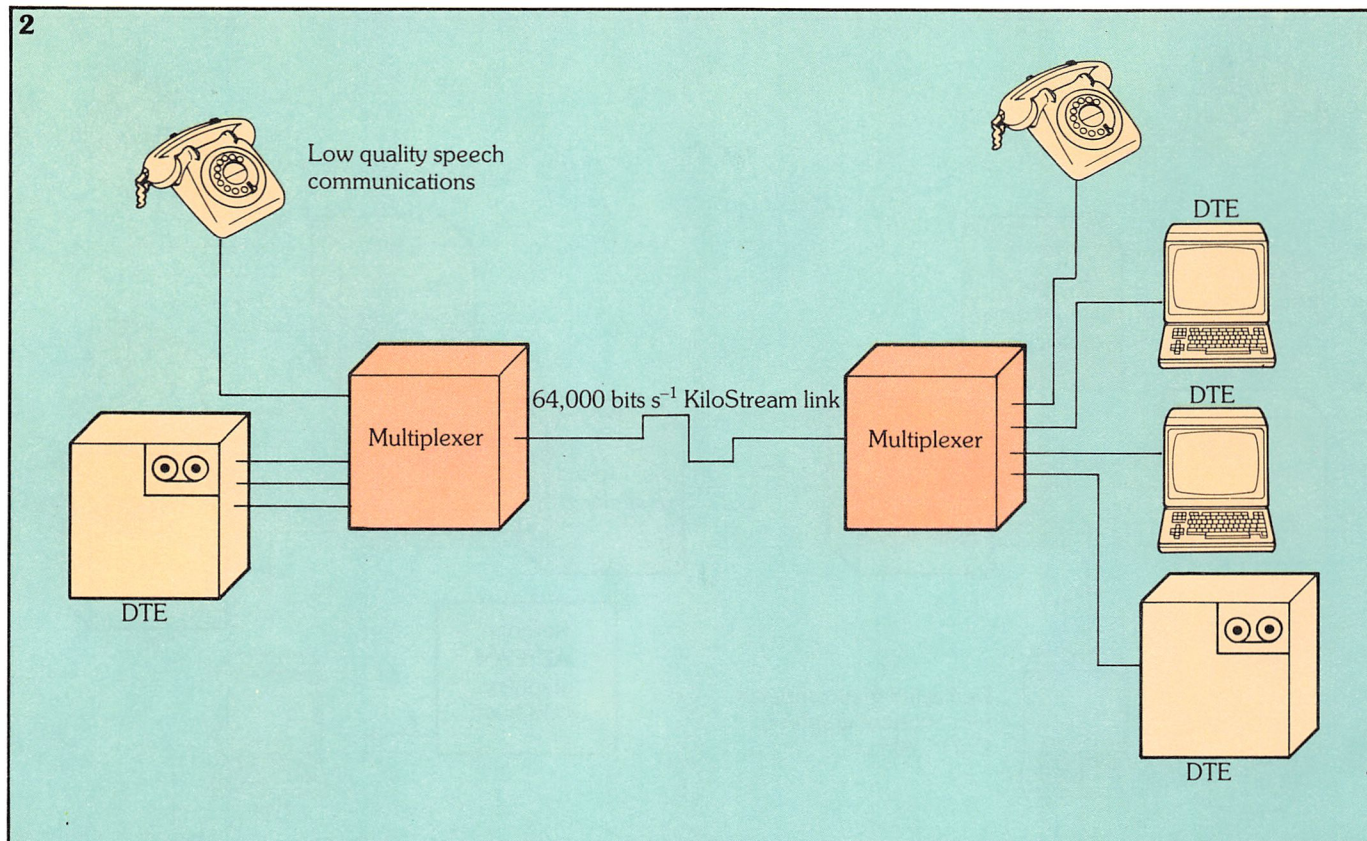 2
Low quality speech
communications
DTE
DTE
64,000 bits s⁻¹ KiloStream link
Multiplexer
Multiplexer
DTE
DTE